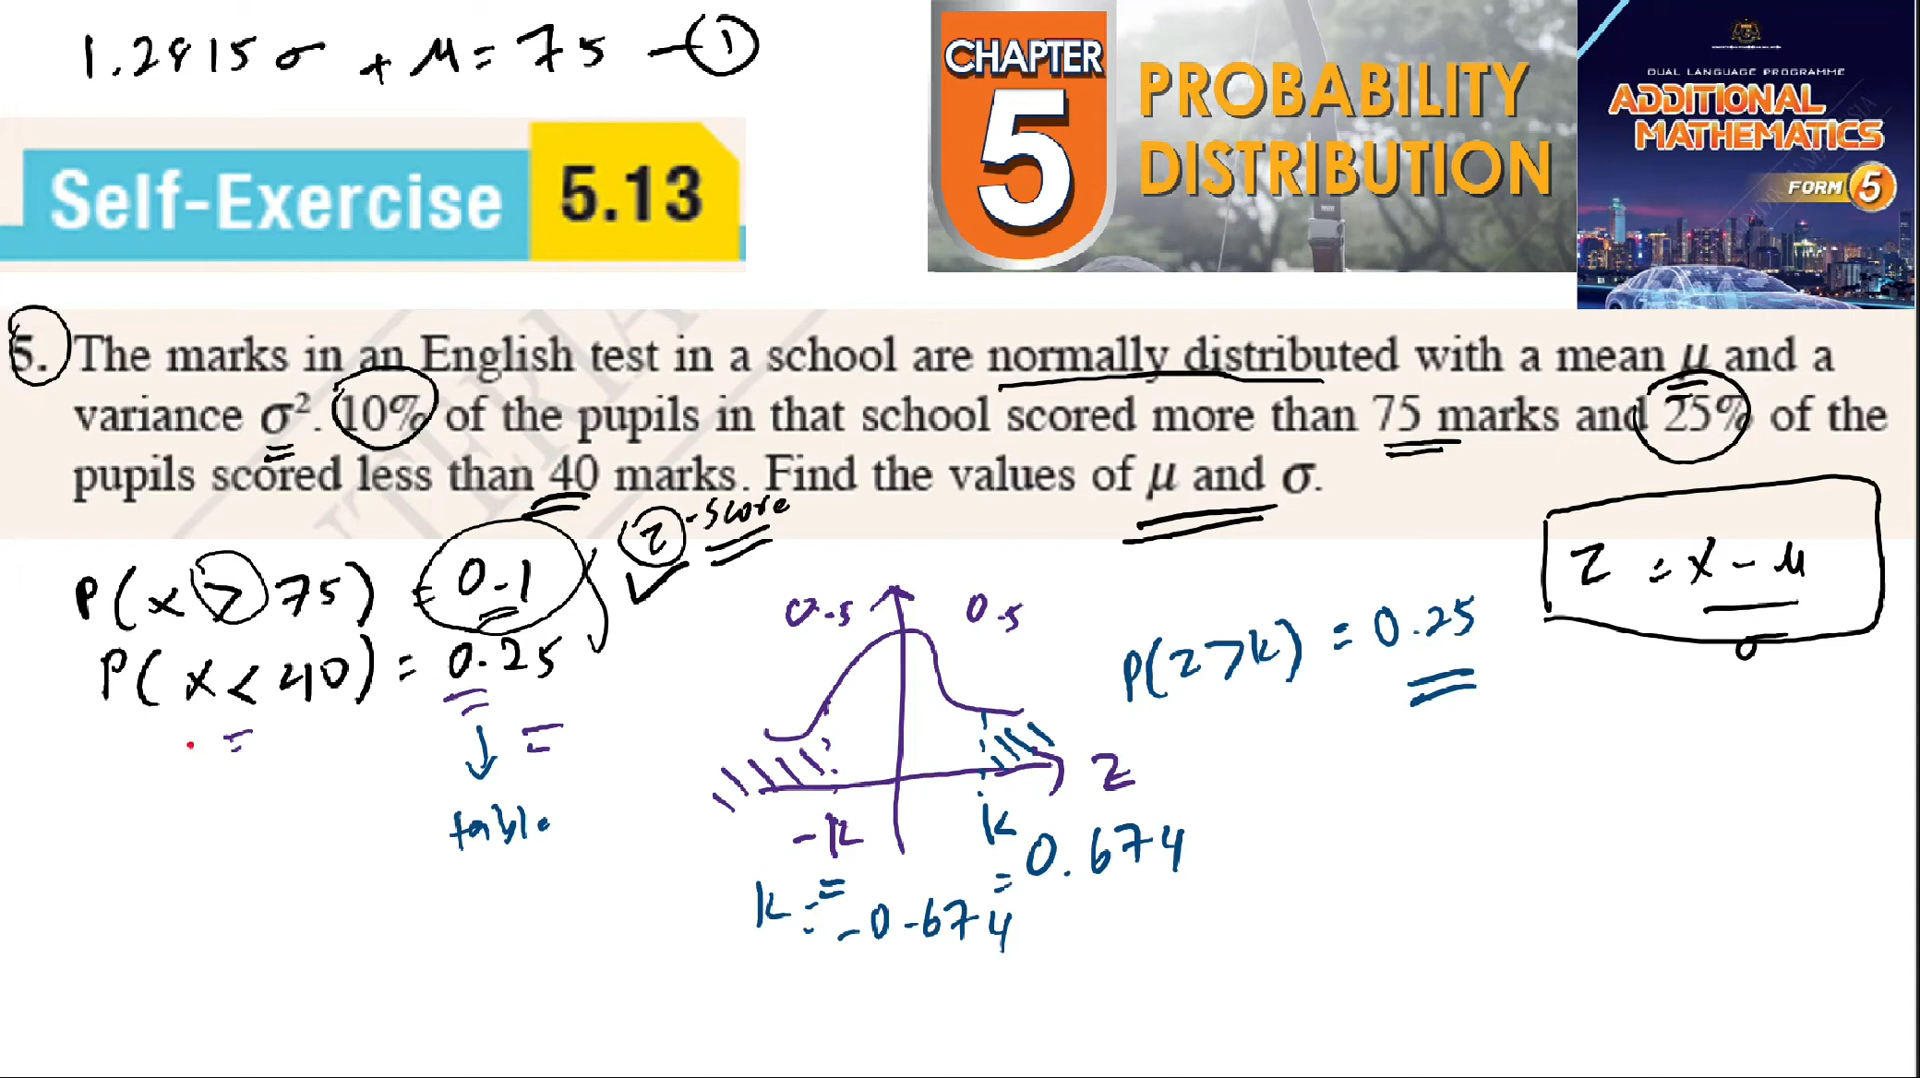 1.2815σ + μ = 75 — ①
CHAPTER 5
PROBABILITY DISTRIBUTION
DUAL LANGUAGE PROGRAMME
ADDITIONAL MATHEMATICS
FORM 5
Self-Exercise 5.13
5. The marks in an English test in a school are normally distributed with a mean μ and a
variance σ². 10% of the pupils in that school scored more than 75 marks and 25% of the
pupils scored less than 40 marks. Find the values of μ and σ.
z-score
z = x - μ / σ
P(x > 75) = 0.1
P(x < 40) = 0.25
0.5 0.5
P(z > k) = 0.25
z
table
-k k
= 0.674
k = -0.674